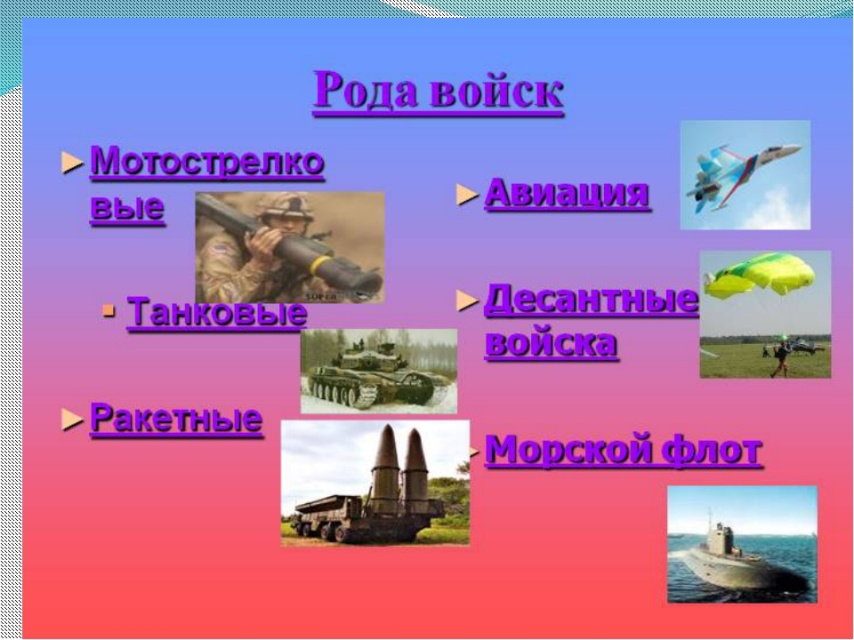 Рода войск
Мотострелко
вые
Танковые
Ракетные
Авиация
Десантные
войска
Морской флот